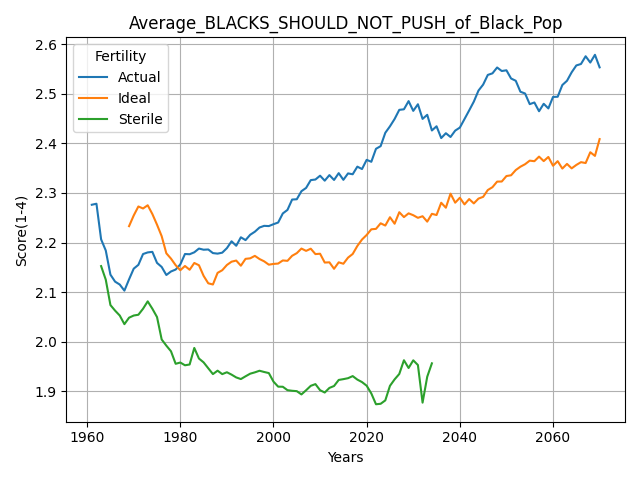 Average_BLACKS_SHOULD_NOT_PUSH_of_Black_Pop
Fertility
Actual
Ideal
Sterile
Score(1-4)
2.6
2.5
2.4
2.3
2.2
2.1
2.0
1.9
1960 1980 2000 2020 2040 2060
Years